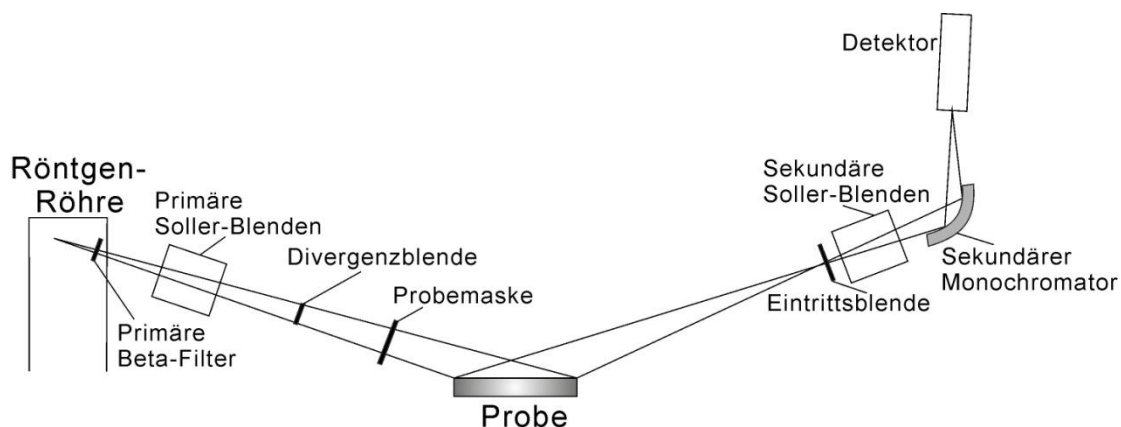 Detektor
Röntgen-
Röhre
Primäre
Soller-Blenden
Sekundäre
Soller-Blenden
Divergenzblende
Probemaske
Sekundärer
Monochromator
Eintrittsblende
Primäre
Beta-Filter
Probe